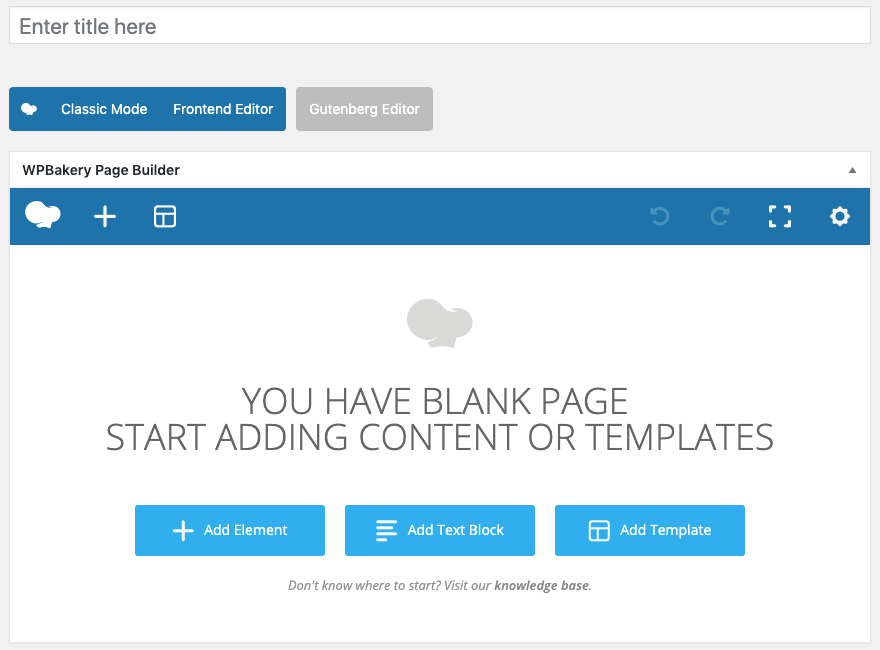 Enter title here
Classic Mode Frontend Editor Gutenberg Editor
WPBakery Page Builder
YOU HAVE BLANK PAGE
START ADDING CONTENT OR TEMPLATES
Add Element Add Text Block Add Template
Don't know where to start? Visit our knowledge base.